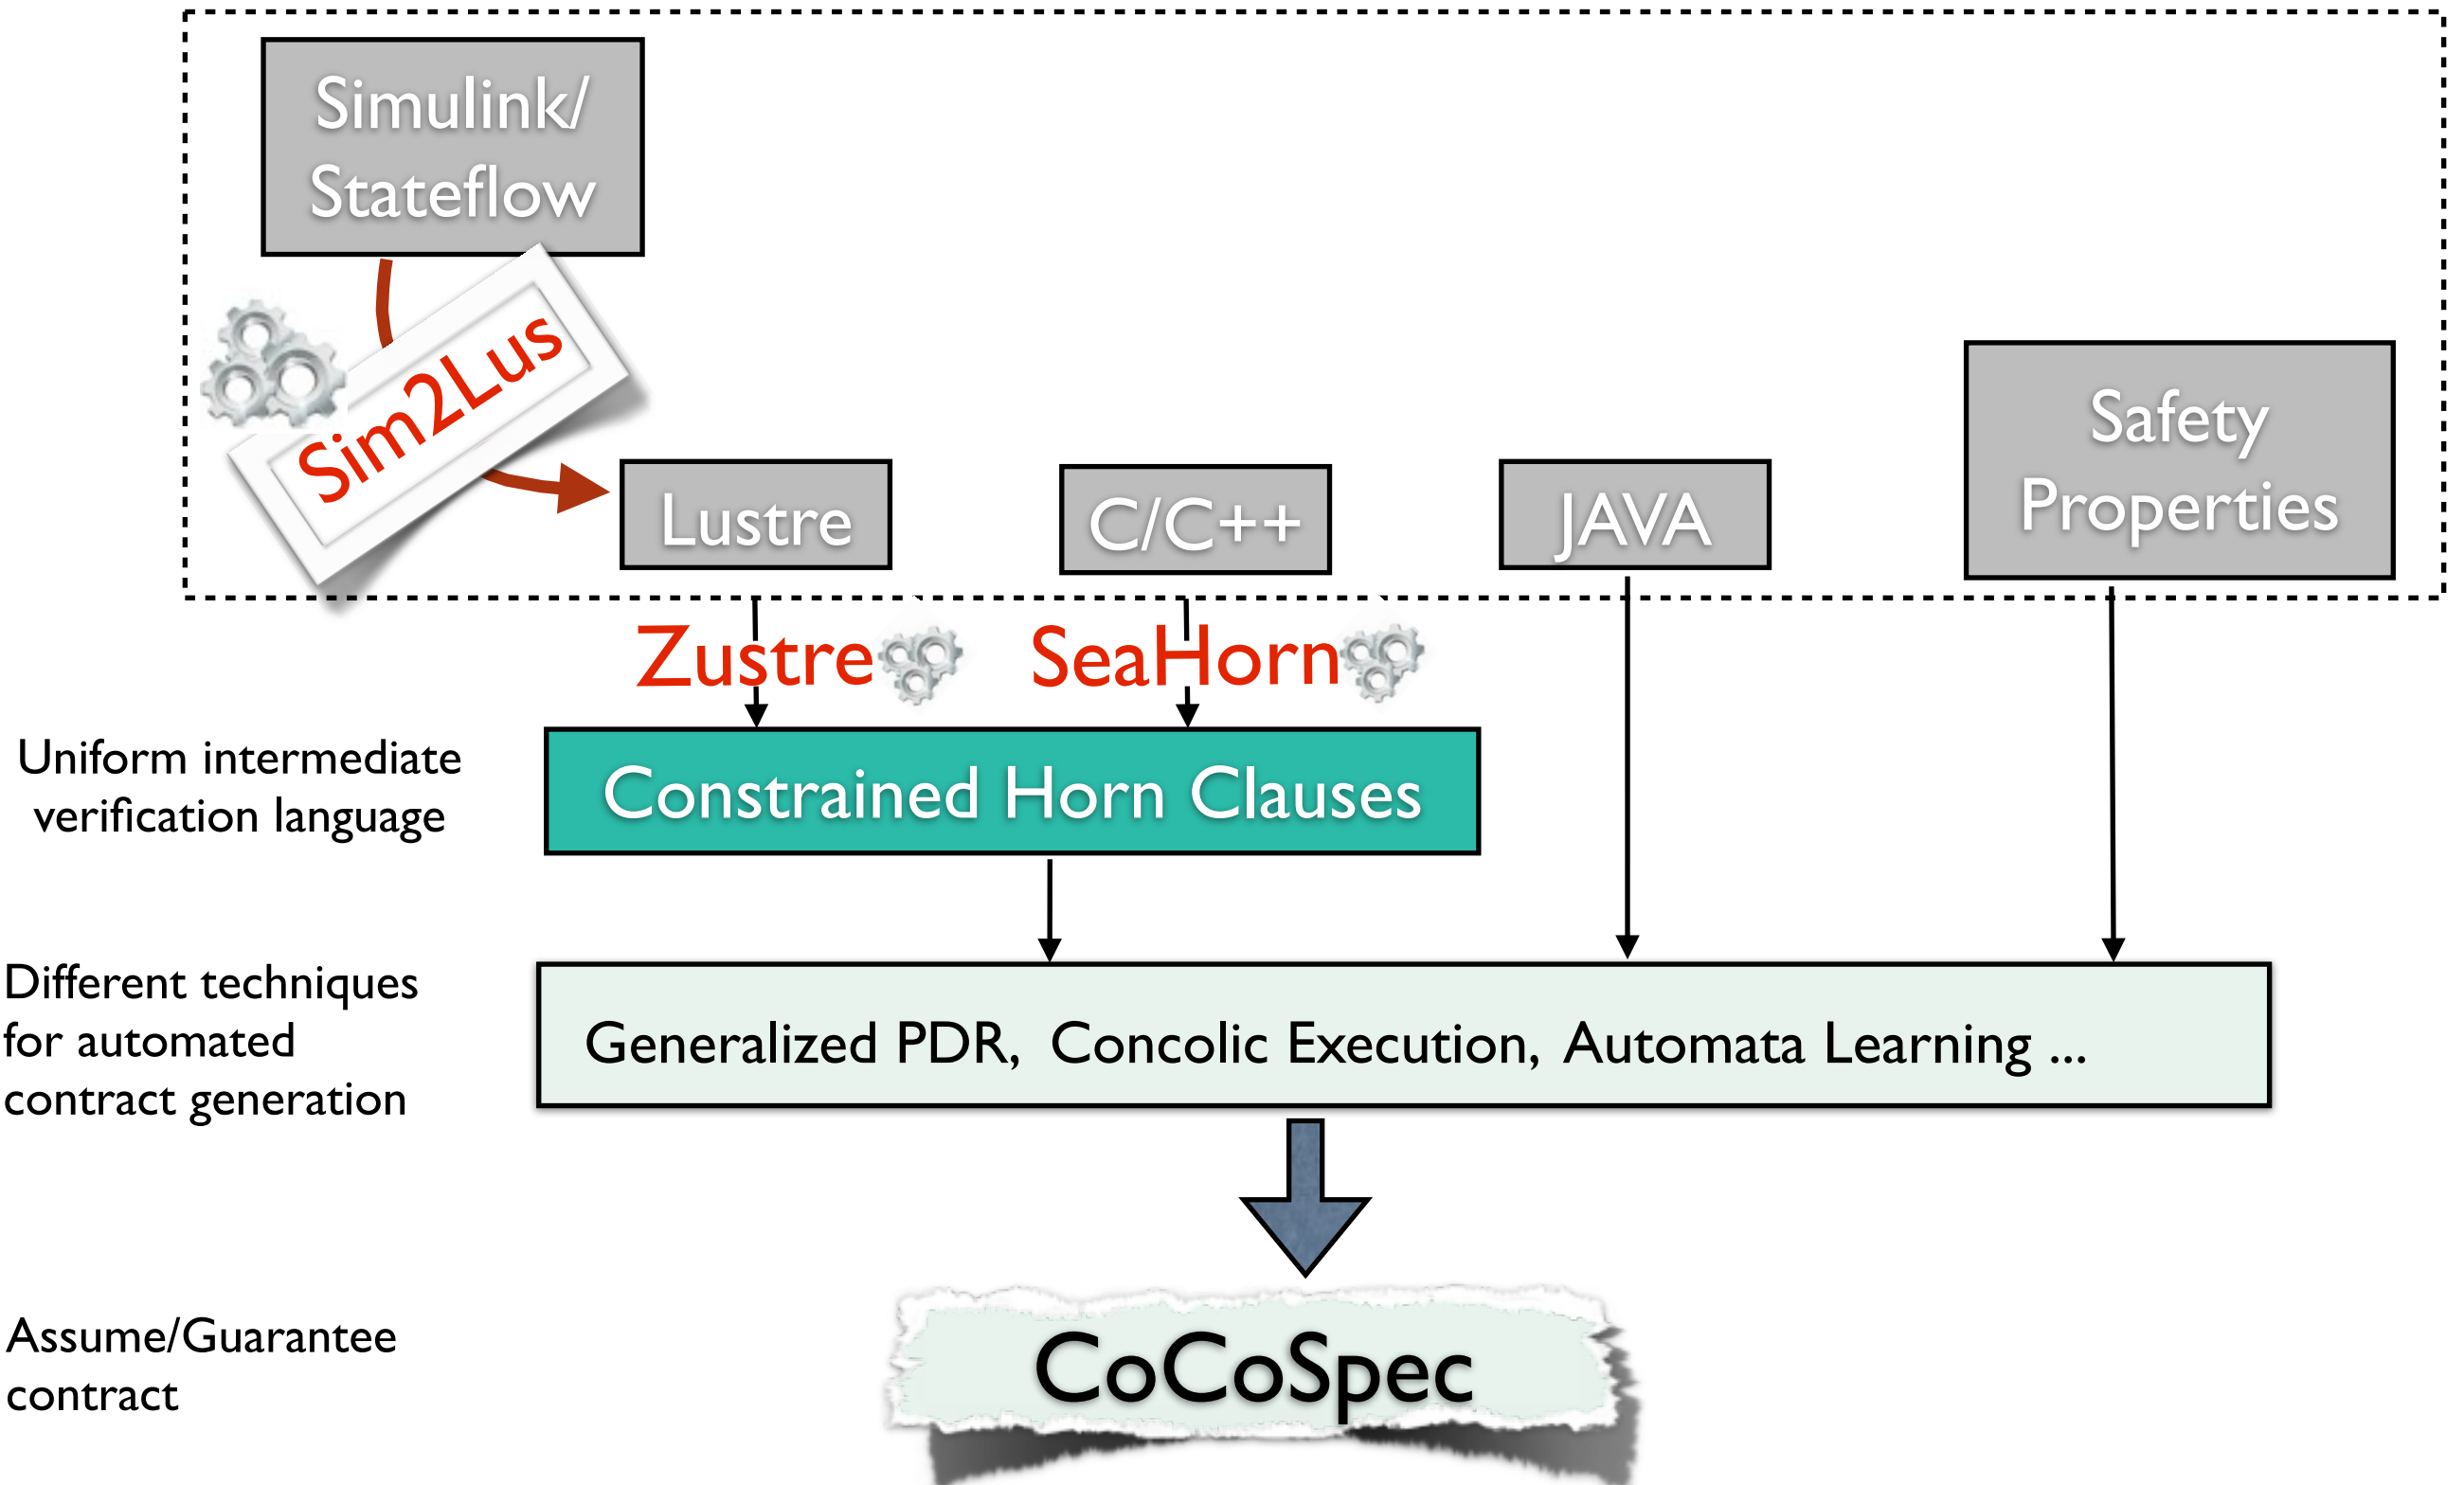 Simulink/
Stateflow
Sim2Lus
Lustre
C/C++
JAVA
Safety
Properties
Zustre
SeaHorn
Uniform intermediate
verification language
Constrained Horn Clauses
Different techniques
for automated
contract generation
Generalized PDR, Concolic Execution, Automata Learning ...
Assume/Guarantee
contract
CoCoSpec